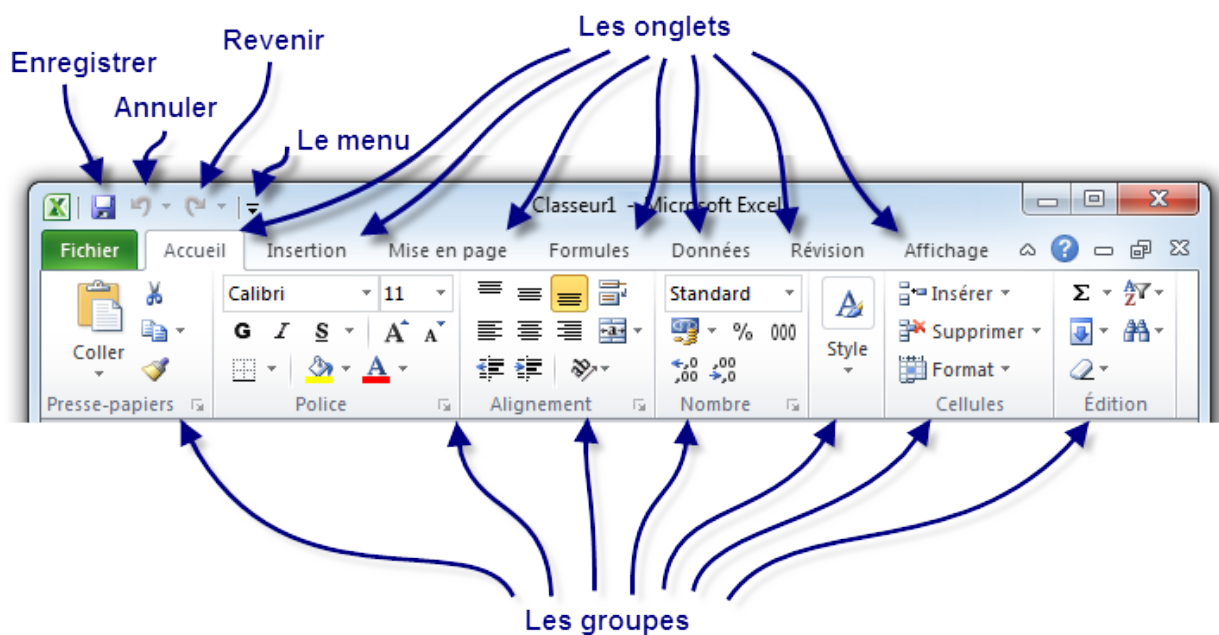 Les onglets
Revenir
Enregistrer
Annuler
Le menu
Classeur1 - Microsoft Excel
Fichier Accueil Insertion Mise en page Formules Données Révision Affichage
Calibri 11 Standard Insérer Σ
G I S A A % 000 Supprimer
Coller Style
A ,00 ,0 Format
Presse-papiers Police Alignement Nombre Cellules Édition
Les groupes